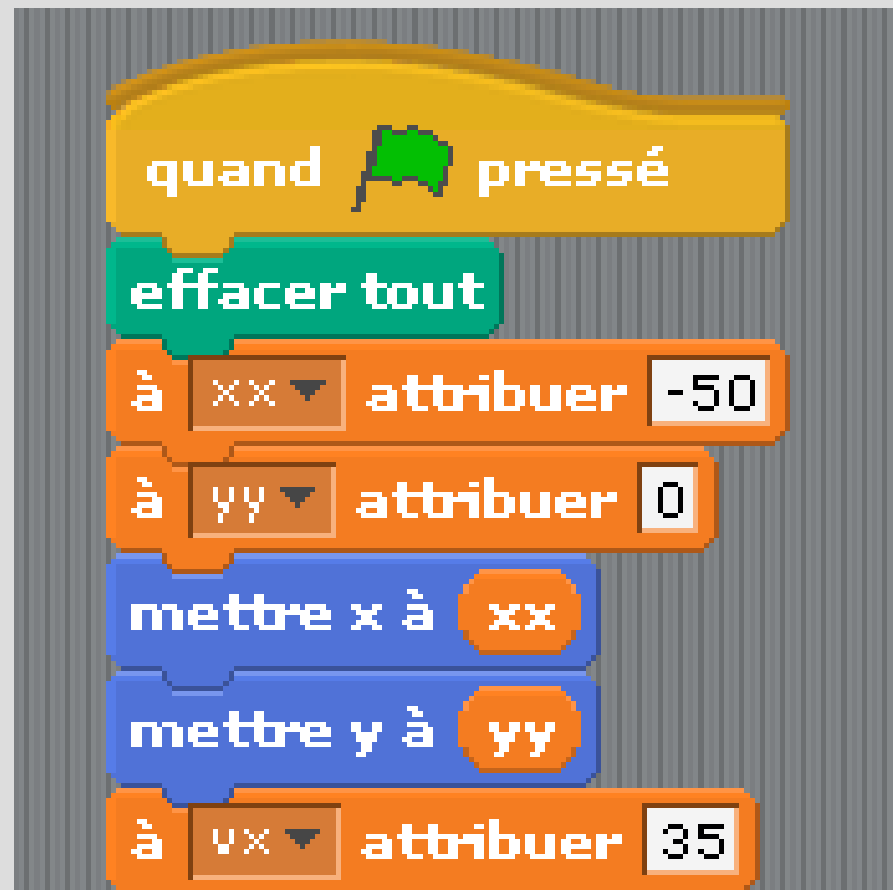 quand pressé
effacer tout
à xx attribuer -50
à yy attribuer 0
mettre x à xx
mettre y à yy
à vx attribuer 35